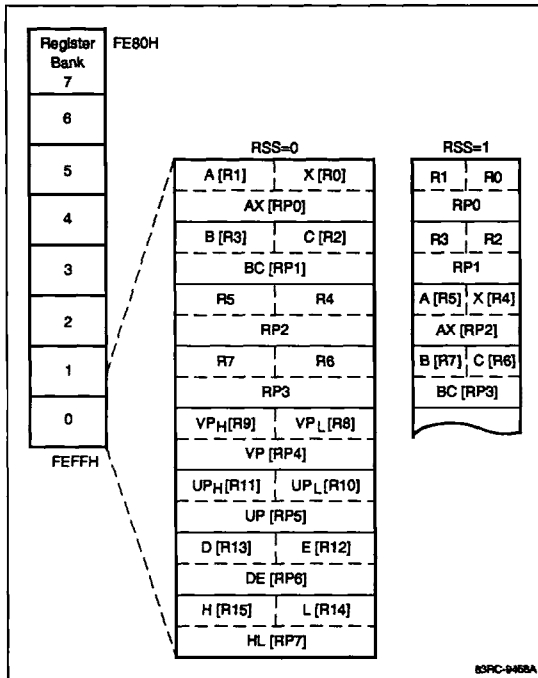 Register Bank 7
FE80H
6
5
4
3
2
1
0
FEFFH
RSS=0
A [R1] X [R0]
AX [RP0]
B [R3] C [R2]
BC [RP1]
R5 R4
RP2
R7 R6
RP3
VPH [R9] VPL [R8]
VP [RP4]
UPH [R11] UPL [R10]
UP [RP5]
D [R13] E [R12]
DE [RP6]
H [R15] L [R14]
HL [RP7]
RSS=1
R1 R0
RP0
R3 R2
RP1
A [R5] X [R4]
AX [RP2]
B [R7] C [R6]
BC [RP3]
83RC-9468A